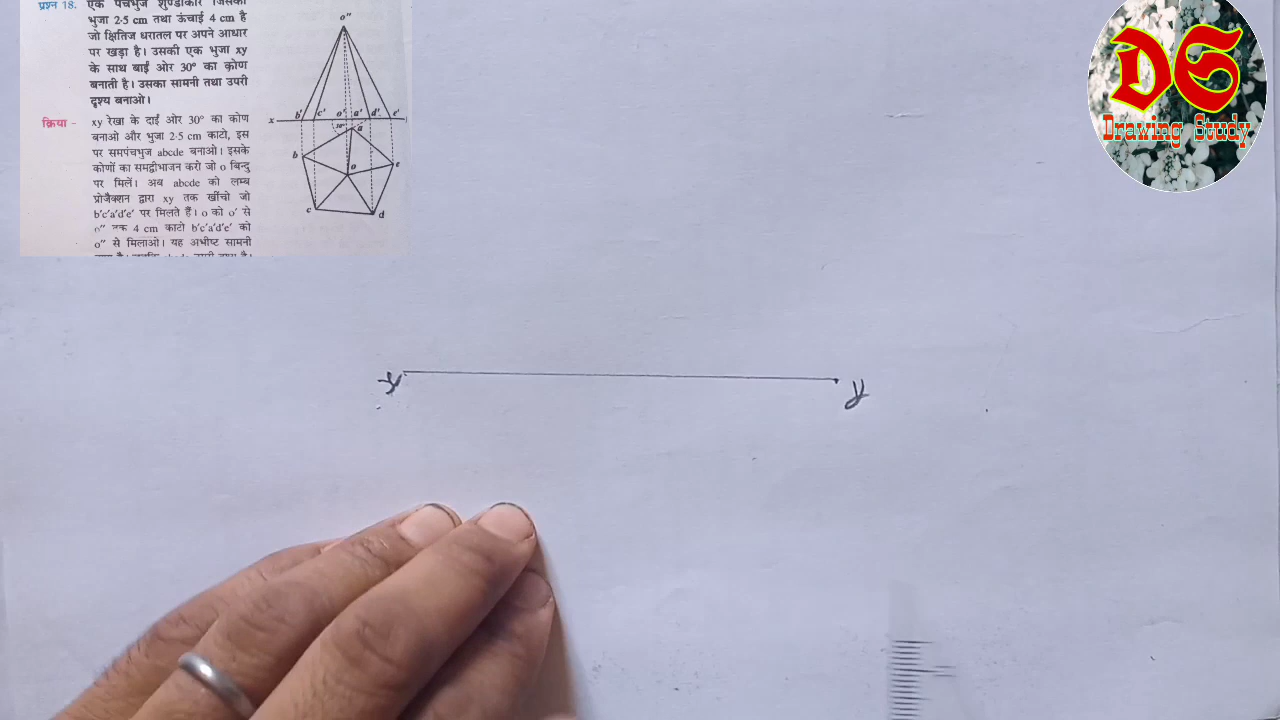 प्रश्न 18. एक पंचभुज शुण्डाकार जिसकी
भुजा 2·5 cm तथा ऊंचाई 4 cm है
जो क्षितिज धरातल पर अपने आधार
पर खड़ा है। उसकी एक भुजा xy
के साथ बाईं ओर 30° का कोण
बनाती है। उसका सामनी तथा उपरी
दृश्य बनाओ।
क्रिया - xy रेखा के दाईं ओर 30° का कोण
बनाओ और भुजा 2·5 cm काटो, इस
पर समपंचभुज abcde बनाओ। इसके
कोणों का समद्वीभाजन करो जो o बिन्दु
पर मिलें। अब abcde को लम्ब
प्रोजैक्शन द्वारा xy तक खींचो जो
b'c'a'd'e' पर मिलते हैं। o को o' से
o'' तक 4 cm काटो b'c'a'd'e' को
o'' से मिलाओ। यह अभीष्ट सामनी
o''
x b' c' o' a' d' e'
30°
a
b
o
e
c
d
DS
Drawing Study
x
y